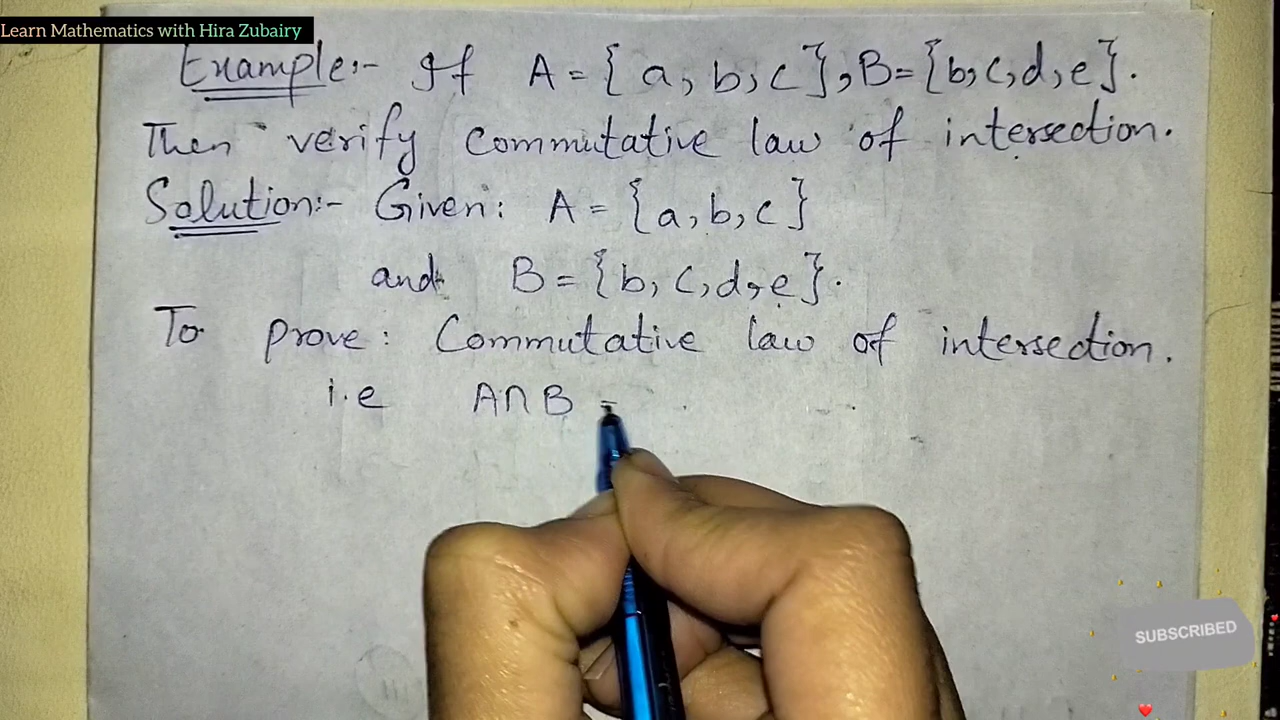 Learn Mathematics with Hira Zubairy
Example:- If A = {a, b, c}, B = {b, c, d, e}.
Then verify Commutative law of intersection.
Solution:- Given: A = {a, b, c}
and B = {b, c, d, e}.
To prove: Commutative law of intersection.
i.e A∩B =
SUBSCRIBED